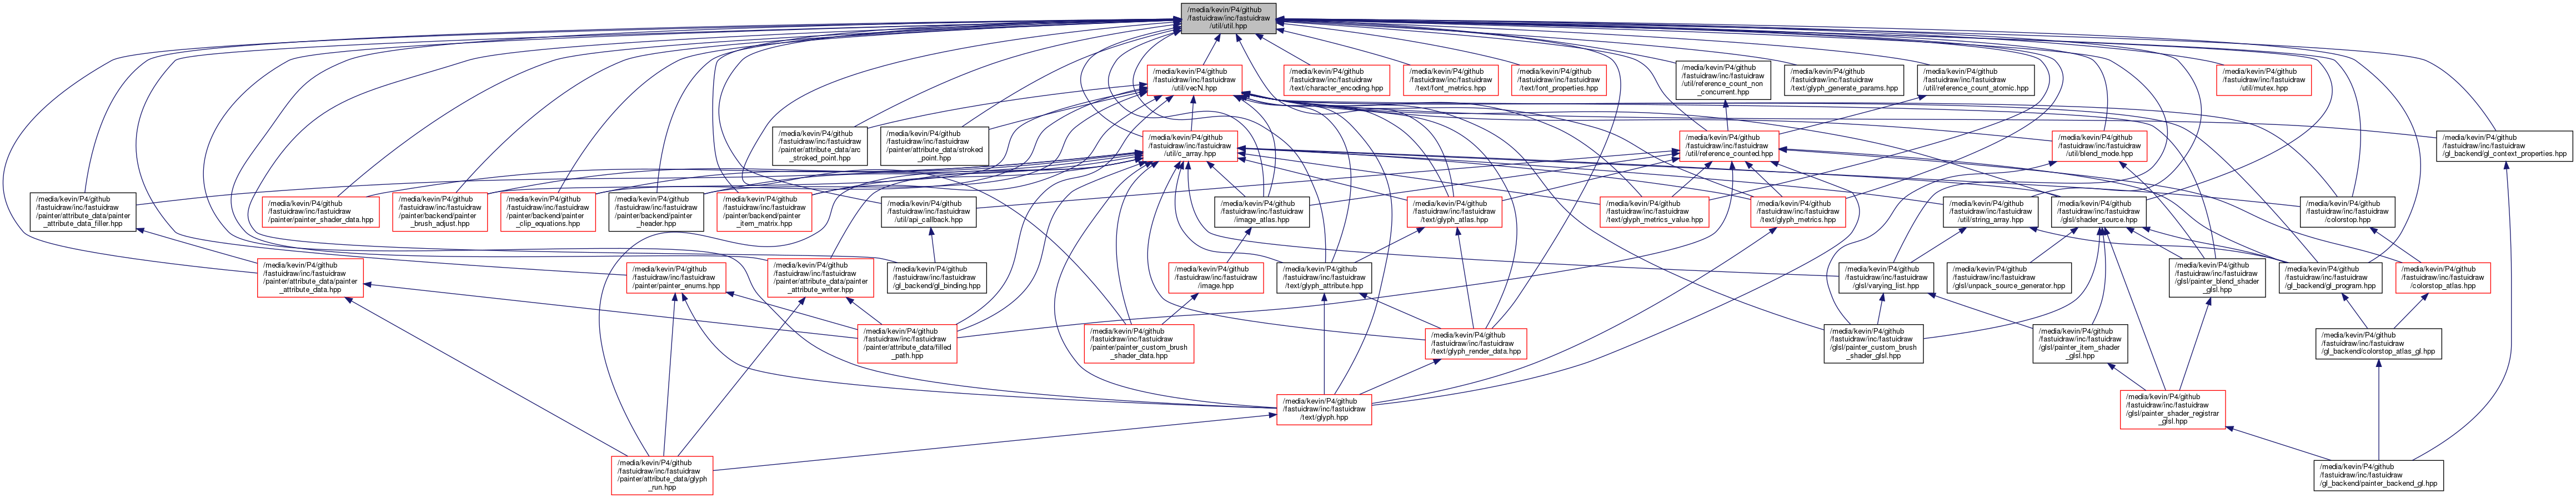 /media/kevin/P4/github
/fastuidraw/inc/fastuidraw
/util/util.hpp
/media/kevin/P4/github
/fastuidraw/inc/fastuidraw
/util/vecN.hpp
/media/kevin/P4/github
/fastuidraw/inc/fastuidraw
/text/character_encoding.hpp
/media/kevin/P4/github
/fastuidraw/inc/fastuidraw
/text/font_metrics.hpp
/media/kevin/P4/github
/fastuidraw/inc/fastuidraw
/text/font_properties.hpp
/media/kevin/P4/github
/fastuidraw/inc/fastuidraw
/util/reference_count_non
_concurrent.hpp
/media/kevin/P4/github
/fastuidraw/inc/fastuidraw
/text/glyph_generate_params.hpp
/media/kevin/P4/github
/fastuidraw/inc/fastuidraw
/util/reference_count_atomic.hpp
/media/kevin/P4/github
/fastuidraw/inc/fastuidraw
/util/mutex.hpp
/media/kevin/P4/github
/fastuidraw/inc/fastuidraw
/painter/attribute_data/arc
_stroked_point.hpp
/media/kevin/P4/github
/fastuidraw/inc/fastuidraw
/painter/attribute_data/stroked
_point.hpp
/media/kevin/P4/github
/fastuidraw/inc/fastuidraw
/util/c_array.hpp
/media/kevin/P4/github
/fastuidraw/inc/fastuidraw
/util/reference_counted.hpp
/media/kevin/P4/github
/fastuidraw/inc/fastuidraw
/util/blend_mode.hpp
/media/kevin/P4/github
/fastuidraw/inc/fastuidraw
/gl_backend/gl_context_properties.hpp
/media/kevin/P4/github
/fastuidraw/inc/fastuidraw
/painter/attribute_data/painter
_attribute_data_filler.hpp
/media/kevin/P4/github
/fastuidraw/inc/fastuidraw
/painter/painter_shader_data.hpp
/media/kevin/P4/github
/fastuidraw/inc/fastuidraw
/painter/backend/painter
_brush_adjust.hpp
/media/kevin/P4/github
/fastuidraw/inc/fastuidraw
/painter/backend/painter
_clip_equations.hpp
/media/kevin/P4/github
/fastuidraw/inc/fastuidraw
/painter/backend/painter
_header.hpp
/media/kevin/P4/github
/fastuidraw/inc/fastuidraw
/painter/backend/painter
_item_matrix.hpp
/media/kevin/P4/github
/fastuidraw/inc/fastuidraw
/util/api_callback.hpp
/media/kevin/P4/github
/fastuidraw/inc/fastuidraw
/image_atlas.hpp
/media/kevin/P4/github
/fastuidraw/inc/fastuidraw
/text/glyph_atlas.hpp
/media/kevin/P4/github
/fastuidraw/inc/fastuidraw
/text/glyph_metrics_value.hpp
/media/kevin/P4/github
/fastuidraw/inc/fastuidraw
/text/glyph_metrics.hpp
/media/kevin/P4/github
/fastuidraw/inc/fastuidraw
/util/string_array.hpp
/media/kevin/P4/github
/fastuidraw/inc/fastuidraw
/glsl/shader_source.hpp
/media/kevin/P4/github
/fastuidraw/inc/fastuidraw
/colorstop.hpp
/media/kevin/P4/github
/fastuidraw/inc/fastuidraw
/painter/attribute_data/painter
_attribute_data.hpp
/media/kevin/P4/github
/fastuidraw/inc/fastuidraw
/painter/painter_enums.hpp
/media/kevin/P4/github
/fastuidraw/inc/fastuidraw
/painter/attribute_data/painter
_attribute_writer.hpp
/media/kevin/P4/github
/fastuidraw/inc/fastuidraw
/gl_backend/gl_binding.hpp
/media/kevin/P4/github
/fastuidraw/inc/fastuidraw
/image.hpp
/media/kevin/P4/github
/fastuidraw/inc/fastuidraw
/text/glyph_attribute.hpp
/media/kevin/P4/github
/fastuidraw/inc/fastuidraw
/glsl/varying_list.hpp
/media/kevin/P4/github
/fastuidraw/inc/fastuidraw
/glsl/unpack_source_generator.hpp
/media/kevin/P4/github
/fastuidraw/inc/fastuidraw
/glsl/painter_blend_shader
_glsl.hpp
/media/kevin/P4/github
/fastuidraw/inc/fastuidraw
/gl_backend/gl_program.hpp
/media/kevin/P4/github
/fastuidraw/inc/fastuidraw
/colorstop_atlas.hpp
/media/kevin/P4/github
/fastuidraw/inc/fastuidraw
/painter/attribute_data/filled
_path.hpp
/media/kevin/P4/github
/fastuidraw/inc/fastuidraw
/painter/painter_custom_brush
_shader_data.hpp
/media/kevin/P4/github
/fastuidraw/inc/fastuidraw
/text/glyph_render_data.hpp
/media/kevin/P4/github
/fastuidraw/inc/fastuidraw
/glsl/painter_custom_brush
_shader_glsl.hpp
/media/kevin/P4/github
/fastuidraw/inc/fastuidraw
/glsl/painter_item_shader
_glsl.hpp
/media/kevin/P4/github
/fastuidraw/inc/fastuidraw
/gl_backend/colorstop_atlas_gl.hpp
/media/kevin/P4/github
/fastuidraw/inc/fastuidraw
/text/glyph.hpp
/media/kevin/P4/github
/fastuidraw/inc/fastuidraw
/glsl/painter_shader_registrar
_glsl.hpp
/media/kevin/P4/github
/fastuidraw/inc/fastuidraw
/painter/attribute_data/glyph
_run.hpp
/media/kevin/P4/github
/fastuidraw/inc/fastuidraw
/gl_backend/painter_backend_gl.hpp